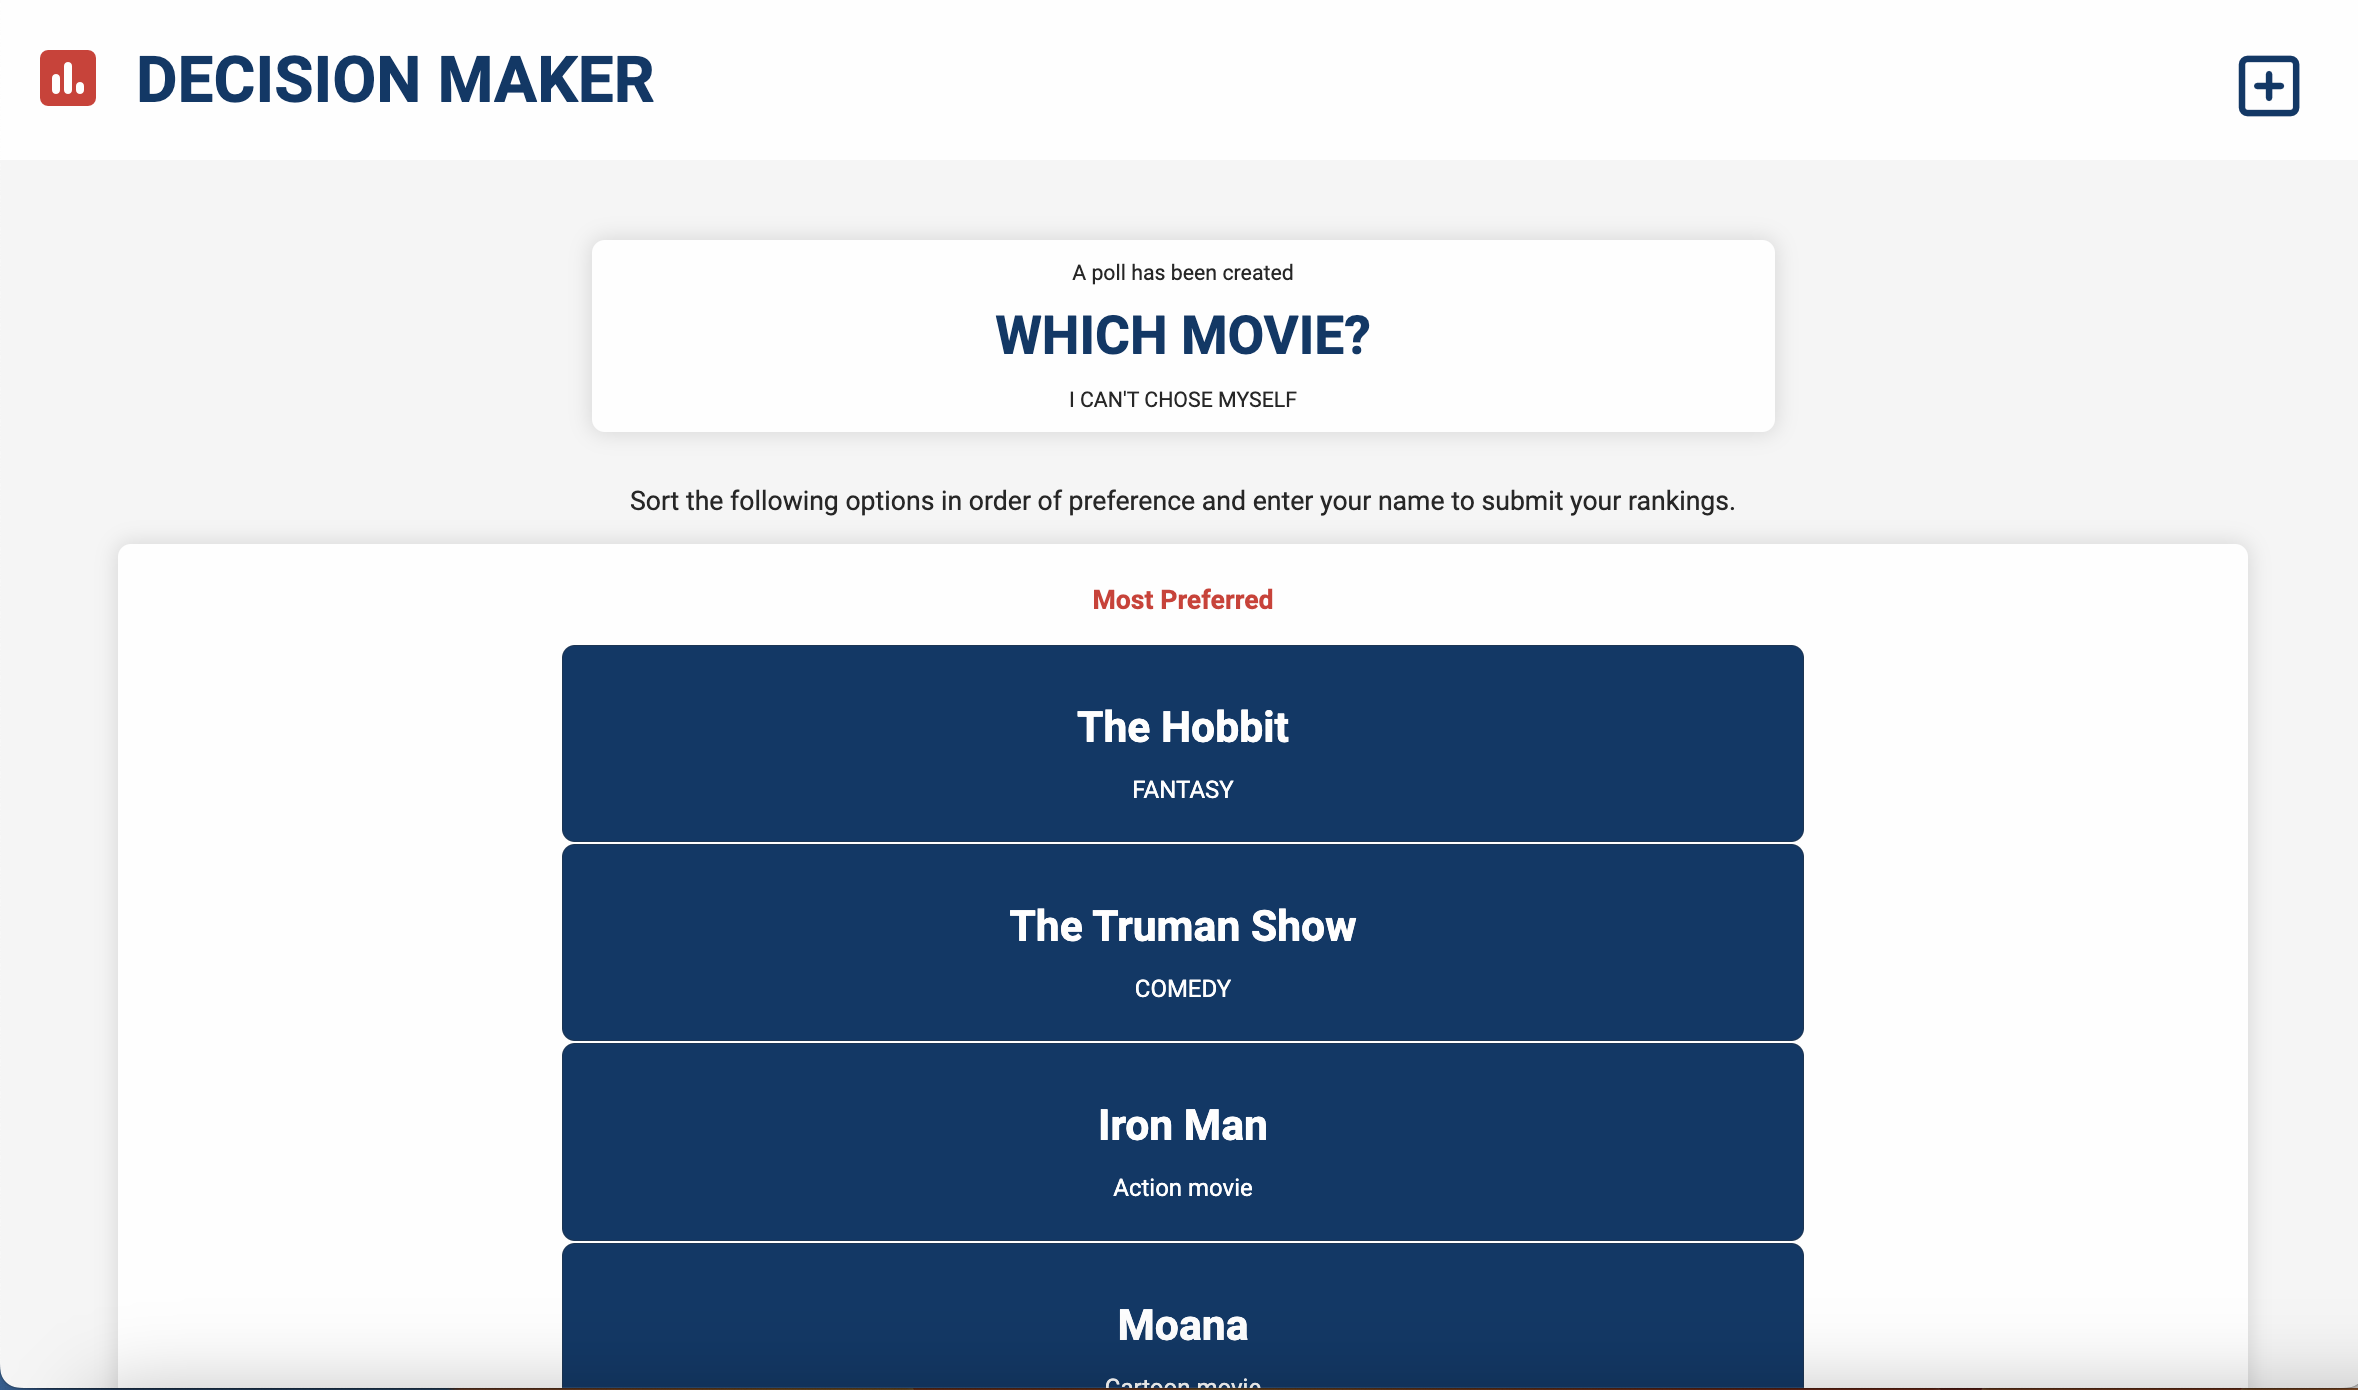 DECISION MAKER
A poll has been created
WHICH MOVIE?
I CAN'T CHOSE MYSELF
Sort the following options in order of preference and enter your name to submit your rankings.
Most Preferred
The Hobbit
FANTASY
The Truman Show
COMEDY
Iron Man
Action movie
Moana
Cartoon movie